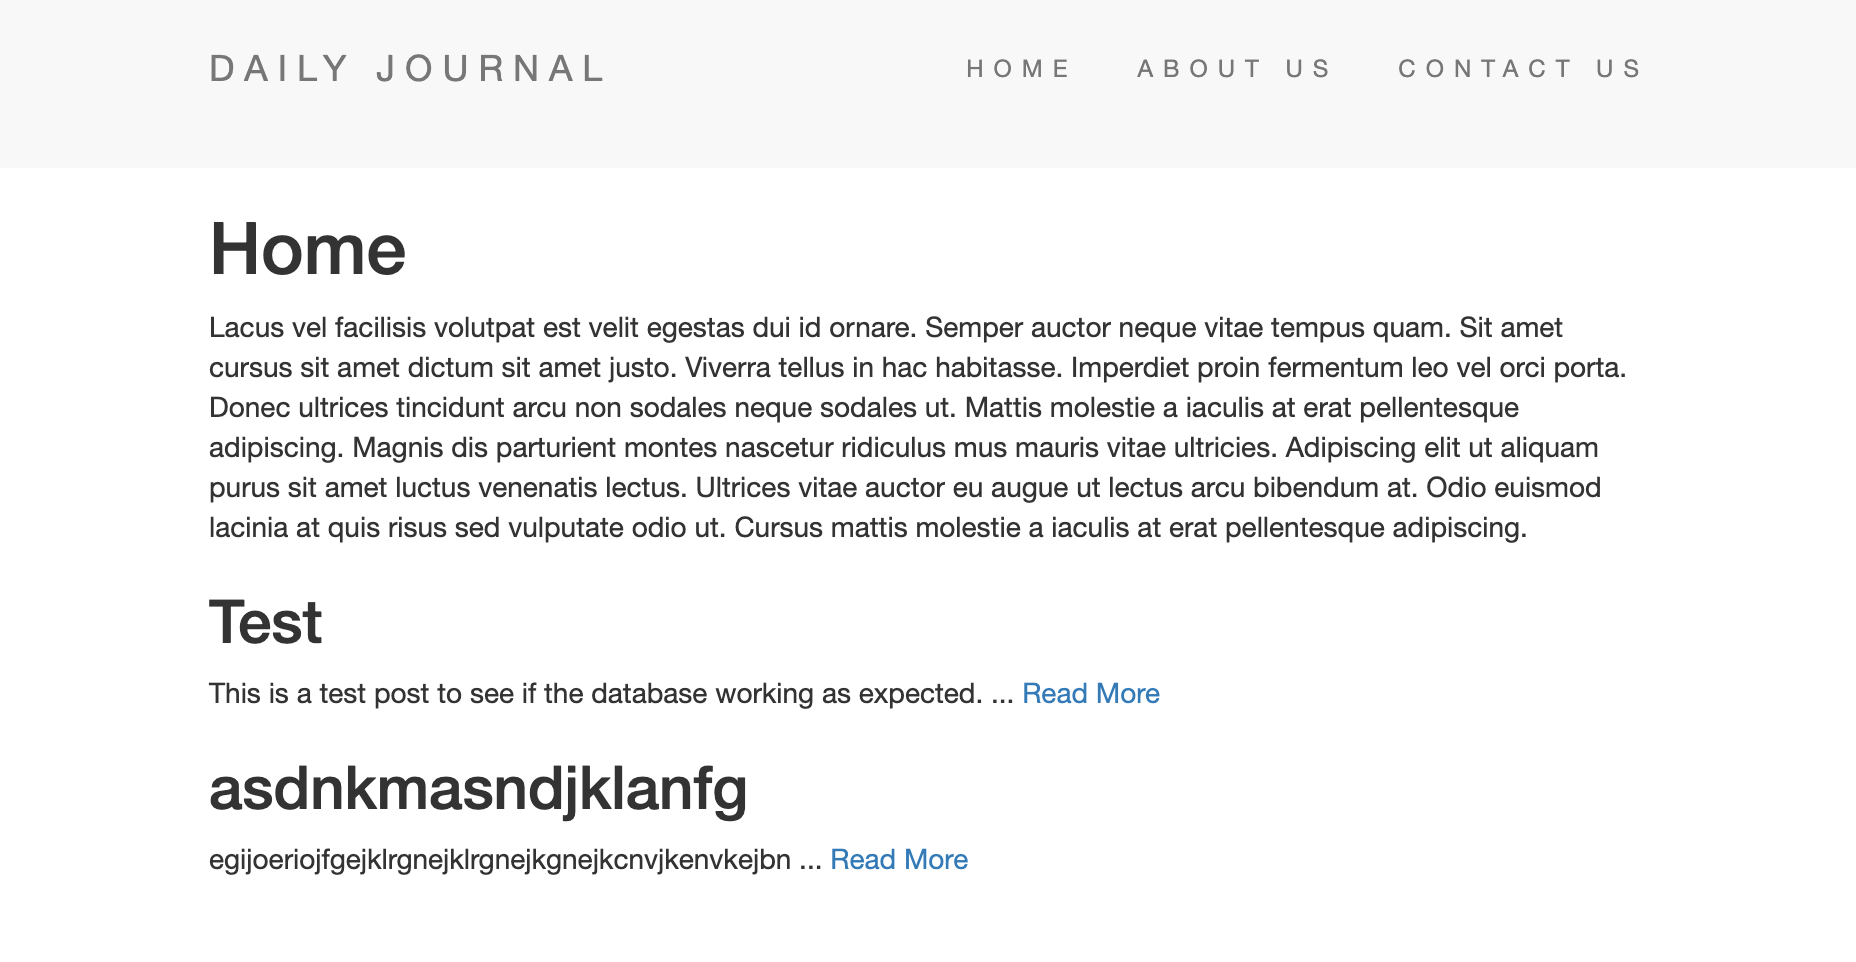 DAILY JOURNAL
HOME ABOUT US CONTACT US
Home
Lacus vel facilisis volutpat est velit egestas dui id ornare. Semper auctor neque vitae tempus quam. Sit amet
cursus sit amet dictum sit amet justo. Viverra tellus in hac habitasse. Imperdiet proin fermentum leo vel orci porta.
Donec ultrices tincidunt arcu non sodales neque sodales ut. Mattis molestie a iaculis at erat pellentesque
adipiscing. Magnis dis parturient montes nascetur ridiculus mus mauris vitae ultricies. Adipiscing elit ut aliquam
purus sit amet luctus venenatis lectus. Ultrices vitae auctor eu augue ut lectus arcu bibendum at. Odio euismod
lacinia at quis risus sed vulputate odio ut. Cursus mattis molestie a iaculis at erat pellentesque adipiscing.
Test
This is a test post to see if the database working as expected. ... Read More
asdnkmasndjklanfg
egijoeriojfgejklrgnejklrgnejkgnejkcnvjkenvkejbn ... Read More